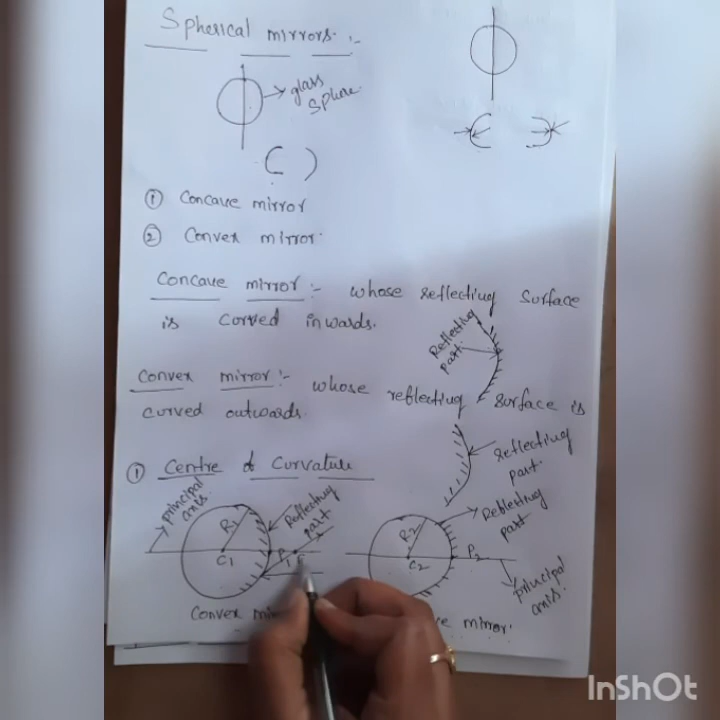 Spherical mirrors :-
glass
Sphere
① Concave mirror
② Convex mirror.
Concave mirror :- whose reflecting surface
is curved inwards.
Reflecting
part.
Convex mirror :- whose reflecting surface is
curved outwards.
reflecting
part.
① Centre of Curvature
principal
axis.
Reflecting
part
R1
C1
P1
Reflecting
part
R2
C2
P2
principal
axis.
Convex mi
ve mirror.
InShOt